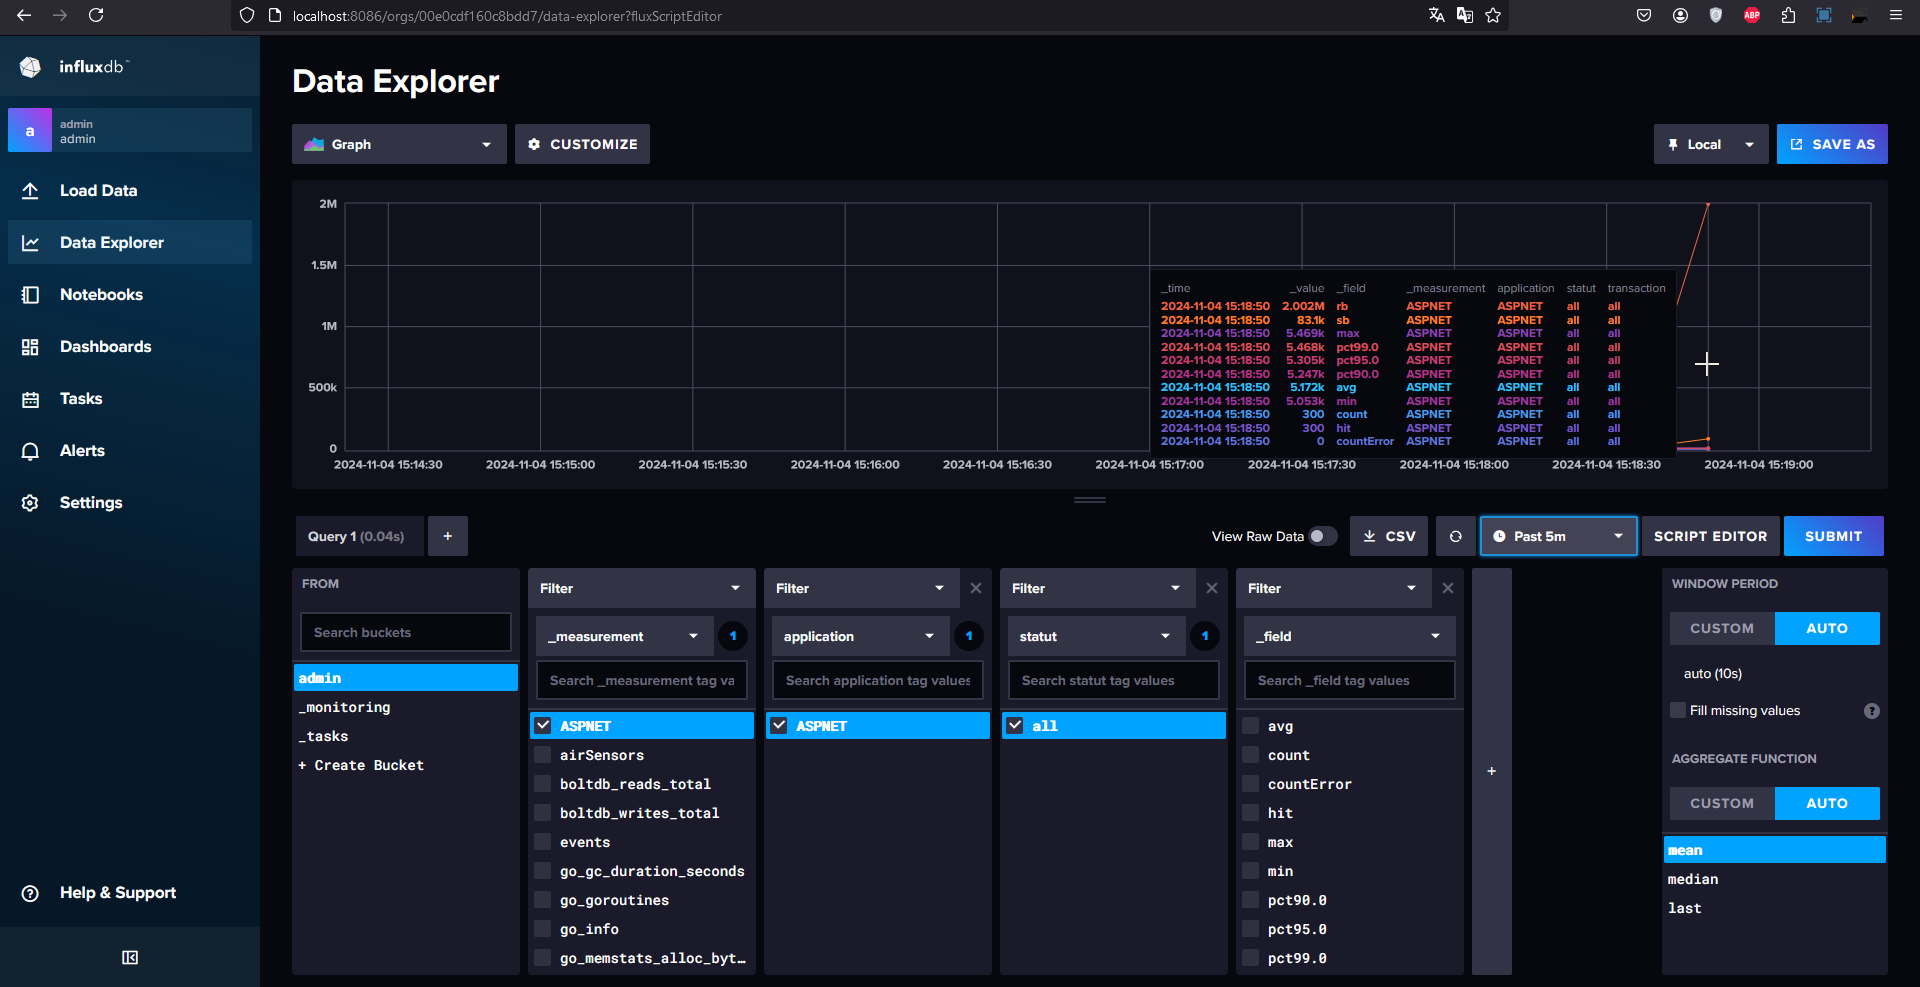 localhost:8086/orgs/00e0cdf160c8bdd7/data-explorer?fluxScriptEditor
ABP
influxdb™
a
admin
admin
Load Data
Data Explorer
Notebooks
Dashboards
Tasks
Alerts
Settings
Help & Support
Data Explorer
Graph
CUSTOMIZE
Local
SAVE AS
2M
1.5M
1M
500k
0
_time _value _field _measurement application statut transaction
2024-11-04 15:18:50 2.002M rb ASPNET ASPNET all all
2024-11-04 15:18:50 83.1k sb ASPNET ASPNET all all
2024-11-04 15:18:50 5.469k max ASPNET ASPNET all all
2024-11-04 15:18:50 5.468k pct99.0 ASPNET ASPNET all all
2024-11-04 15:18:50 5.305k pct95.0 ASPNET ASPNET all all
2024-11-04 15:18:50 5.247k pct90.0 ASPNET ASPNET all all
2024-11-04 15:18:50 5.172k avg ASPNET ASPNET all all
2024-11-04 15:18:50 5.053k min ASPNET ASPNET all all
2024-11-04 15:18:50 300 count ASPNET ASPNET all all
2024-11-04 15:18:50 300 hit ASPNET ASPNET all all
2024-11-04 15:18:50 0 countError ASPNET ASPNET all all
2024-11-04 15:14:30 2024-11-04 15:15:00 2024-11-04 15:15:30 2024-11-04 15:16:00 2024-11-04 15:16:30 2024-11-04 15:17:00 2024-11-04 15:17:30 2024-11-04 15:18:00 2024-11-04 15:18:30 2024-11-04 15:19:00
Query 1 (0.04s)
+
View Raw Data
CSV
Past 5m
SCRIPT EDITOR
SUBMIT
FROM
Search buckets
admin
_monitoring
_tasks
+ Create Bucket
Filter
_measurement
1
Search _measurement tag va
ASPNET
airSensors
boltdb_reads_total
boltdb_writes_total
events
go_gc_duration_seconds
go_goroutines
go_info
go_memstats_alloc_byt…
Filter
application
1
Search application tag values
ASPNET
Filter
statut
1
Search statut tag values
all
Filter
_field
Search _field tag values
avg
count
countError
hit
max
min
pct90.0
pct95.0
pct99.0
+
WINDOW PERIOD
CUSTOM AUTO
auto (10s)
Fill missing values
?
AGGREGATE FUNCTION
CUSTOM AUTO
mean
median
last